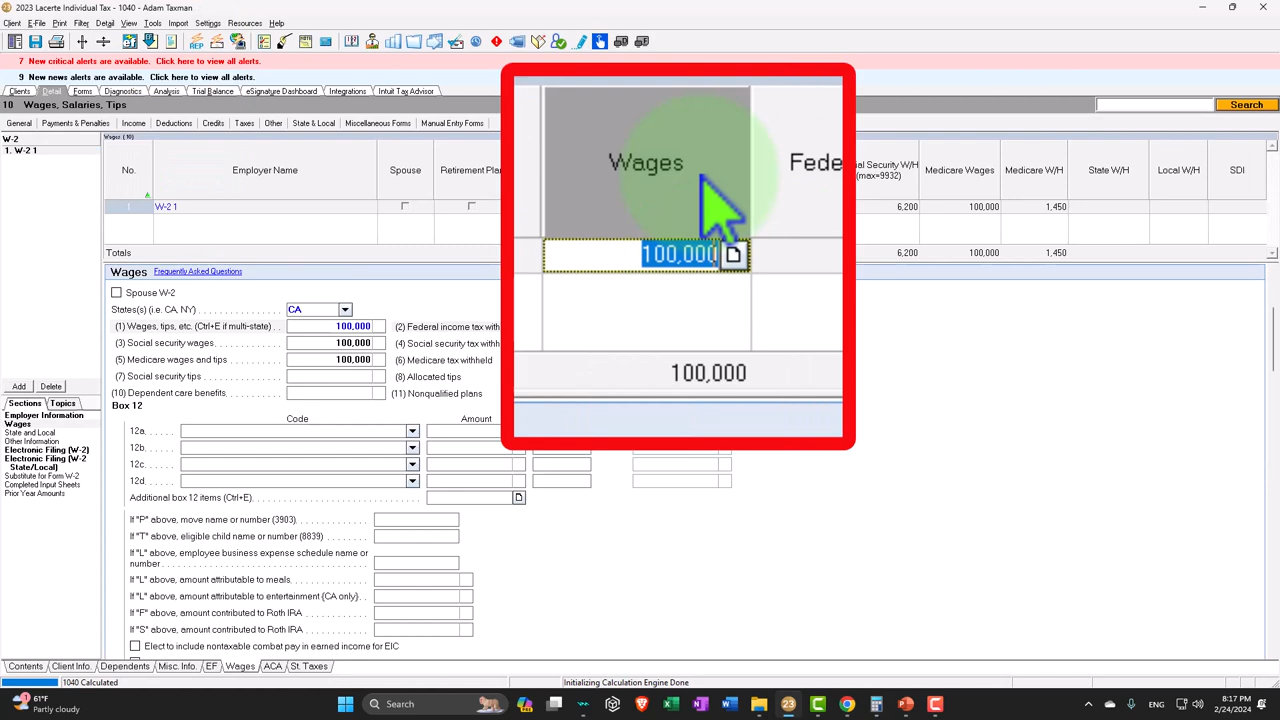 23 2023 Lacerte Individual Tax - 1040 - Adam Taxman
Client E-File Print Filter Detail View Tools Import Settings Resources Help
7 New critical alerts are available. Click here to view all alerts.
9 New news alerts are available. Click here to view all alerts.
Clients Detail Forms Diagnostics Analysis Trial Balance eSignature Dashboard Integrations Intuit Tax Advisor
10 Wages, Salaries, Tips Search
General Payments & Penalties Income Deductions Credits Taxes Other State & Local Miscellaneous Forms Manual Entry Forms
W-2
1. W-2 1
Wages (10)
No. Employer Name Spouse Retirement Plan Wages Fede al Security W/H (max=9932) Medicare Wages Medicare W/H State W/H Local W/H SDI
1 W-2 1 100,000 6,200 100,000 1,450
Totals 100,000 6,200 100,000 1,450
Wages Frequently Asked Questions
Spouse W-2
States(s) (i.e. CA, NY) CA
(1) Wages, tips, etc. (Ctrl+E if multi-state) 100,000 (2) Federal income tax with
(3) Social security wages 100,000 (4) Social security tax withh
(5) Medicare wages and tips 100,000 (6) Medicare tax withheld
(7) Social security tips (8) Allocated tips
(10) Dependent care benefits (11) Nonqualified plans
Box 12
Code Amount
12a
12b
12c
12d
Additional box 12 items (Ctrl+E)
If "P" above, move name or number (3903)
If "T" above, eligible child name or number (8839)
If "L" above, employee business expense schedule name or
number
If "L" above, amount attributable to meals
If "L" above, amount attributable to entertainment {CA only}
If "F" above, amount contributed to Roth IRA
If "S" above, amount contributed to Roth IRA
Elect to include nontaxable combat pay in earned income for EIC
Add Delete
Sections Topics
Employer Information
Wages
State and Local
Other Information
Electronic Filing (W-2)
Electronic Filing (W-2
State/Local)
Substitute for Form W-2
Completed Input Sheets
Prior Year Amounts
Contents Client Info. Dependents Misc. Info. EF Wages ACA St. Taxes
1040 Calculated Initializing Calculation Engine Done
61°F
Partly cloudy
Search
23
ENG
8:17 PM
2/24/2024